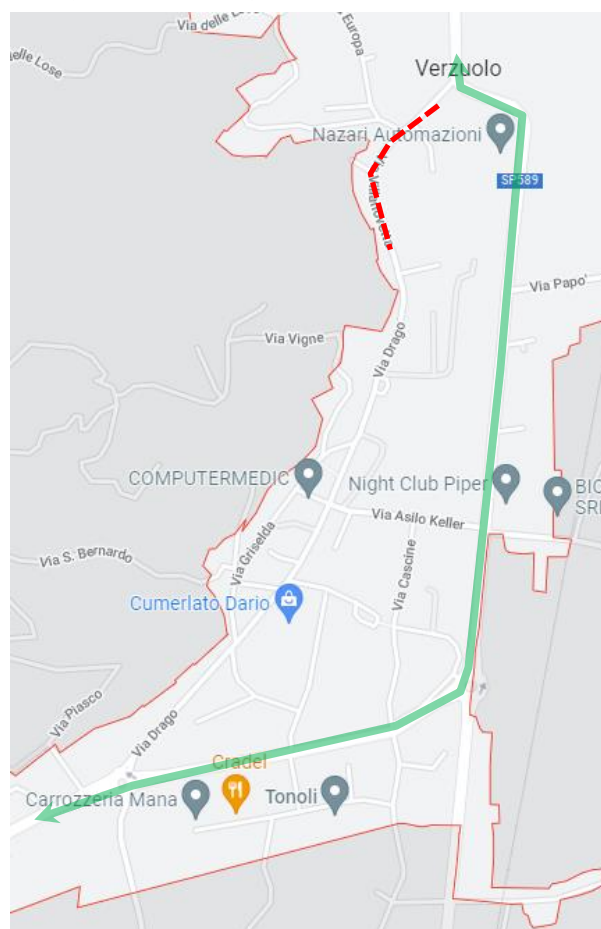 Via delle Lose
elle Lose
Europa
Verzuolo
Nazari Automazioni
SP589
Via Papo'
Via Vigne
Via Drago
COMPUTERMEDIC
Night Club Piper
BIO
SRL
Via Asilo Keller
Via Griselda
Via S. Bernardo
Via Cascine
Cumerlato Dario
Via Piasco
Via Drago
Cradel
Carrozzeria Mana
Tonoli